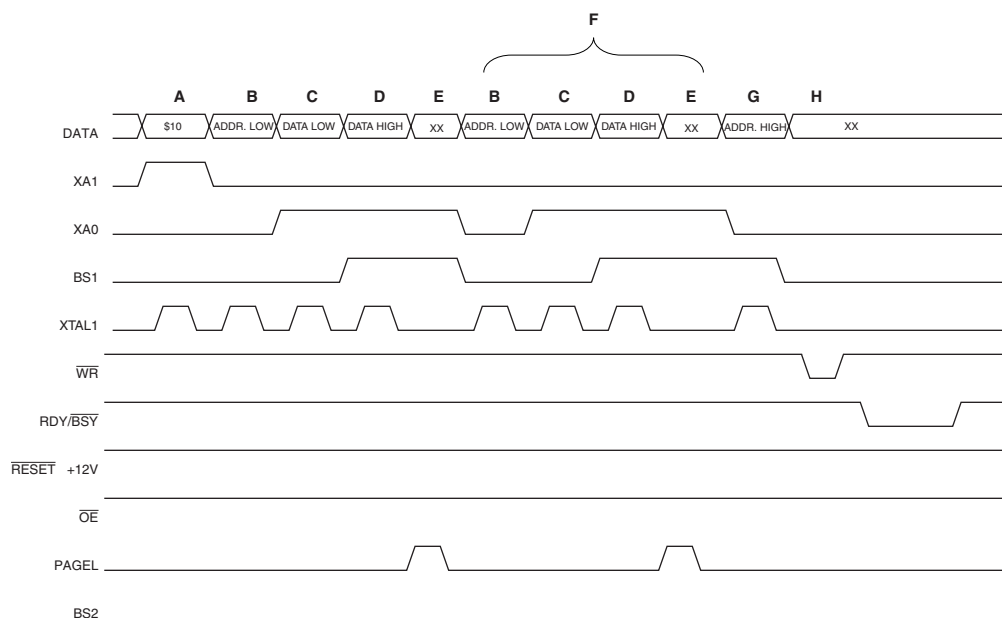 F
A B C D E B C D E G H
DATA $10 ADDR. LOW DATA LOW DATA HIGH XX ADDR. LOW DATA LOW DATA HIGH XX ADDR. HIGH XX
XA1
XA0
BS1
XTAL1
WR
RDY/BSY
RESET +12V
OE
PAGEL
BS2